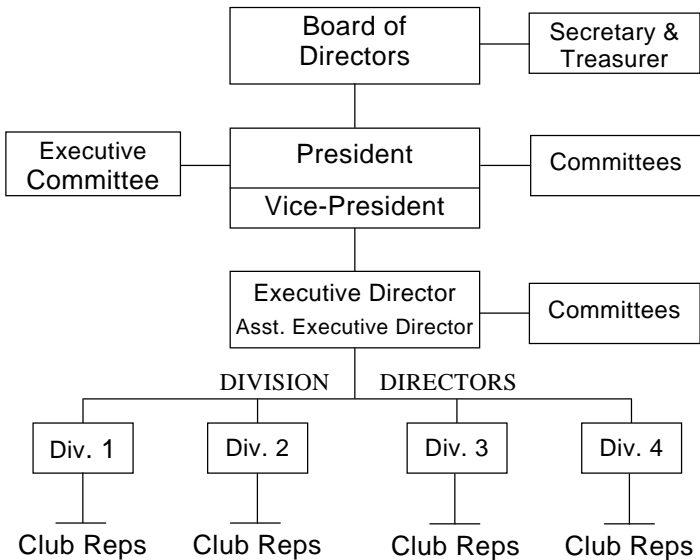 Board of
Directors
Secretary &
Treasurer
Executive
Committee
President
Committees
Vice-President
Executive Director
Asst. Executive Director
Committees
DIVISION DIRECTORS
Div. 1
Div. 2
Div. 3
Div. 4
Club Reps
Club Reps
Club Reps
Club Reps